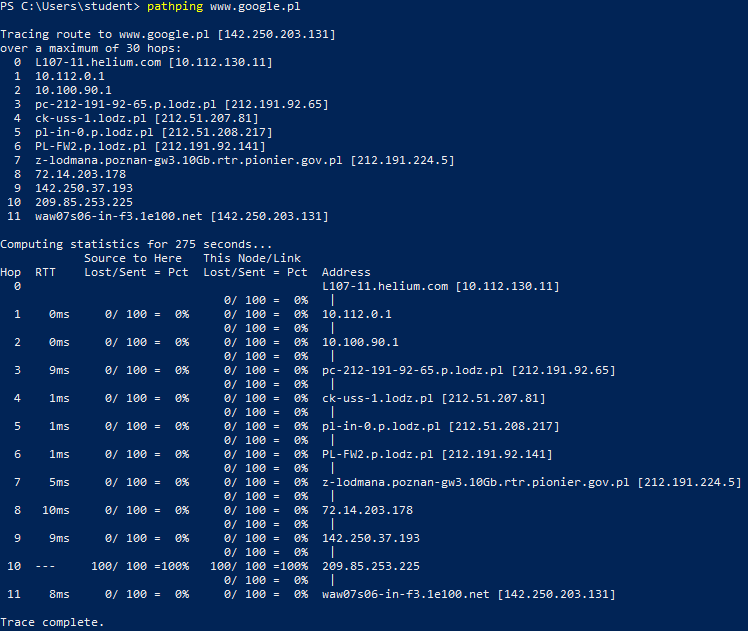 PS C:\Users\student> pathping www.google.pl
Tracing route to www.google.pl [142.250.203.131]
over a maximum of 30 hops:
  0  L107-11.helium.com [10.112.130.11]
  1  10.112.0.1
  2  10.100.90.1
  3  pc-212-191-92-65.p.lodz.pl [212.191.92.65]
  4  ck-uss-1.lodz.pl [212.51.207.81]
  5  pl-in-0.p.lodz.pl [212.51.208.217]
  6  PL-FW2.p.lodz.pl [212.191.92.141]
  7  z-lodmana.poznan-gw3.10Gb.rtr.pionier.gov.pl [212.191.224.5]
  8  72.14.203.178
  9  142.250.37.193
 10  209.85.253.225
 11  waw07s06-in-f3.1e100.net [142.250.203.131]
Computing statistics for 275 seconds...
            Source to Here   This Node/Link
Hop  RTT    Lost/Sent = Pct  Lost/Sent = Pct  Address
  0                                           L107-11.helium.com [10.112.130.11]
                                0/ 100 =  0%   |
  1    0ms     0/ 100 =  0%     0/ 100 =  0%  10.112.0.1
                                0/ 100 =  0%   |
  2    0ms     0/ 100 =  0%     0/ 100 =  0%  10.100.90.1
                                0/ 100 =  0%   |
  3    9ms     0/ 100 =  0%     0/ 100 =  0%  pc-212-191-92-65.p.lodz.pl [212.191.92.65]
                                0/ 100 =  0%   |
  4    1ms     0/ 100 =  0%     0/ 100 =  0%  ck-uss-1.lodz.pl [212.51.207.81]
                                0/ 100 =  0%   |
  5    1ms     0/ 100 =  0%     0/ 100 =  0%  pl-in-0.p.lodz.pl [212.51.208.217]
                                0/ 100 =  0%   |
  6    1ms     0/ 100 =  0%     0/ 100 =  0%  PL-FW2.p.lodz.pl [212.191.92.141]
                                0/ 100 =  0%   |
  7    5ms     0/ 100 =  0%     0/ 100 =  0%  z-lodmana.poznan-gw3.10Gb.rtr.pionier.gov.pl [212.191.224.5]
                                0/ 100 =  0%   |
  8   10ms     0/ 100 =  0%     0/ 100 =  0%  72.14.203.178
                                0/ 100 =  0%   |
  9    9ms     0/ 100 =  0%     0/ 100 =  0%  142.250.37.193
                                0/ 100 =  0%   |
 10  ---     100/ 100 =100%   100/ 100 =100%  209.85.253.225
                                0/ 100 =  0%   |
 11    8ms     0/ 100 =  0%     0/ 100 =  0%  waw07s06-in-f3.1e100.net [142.250.203.131]
Trace complete.